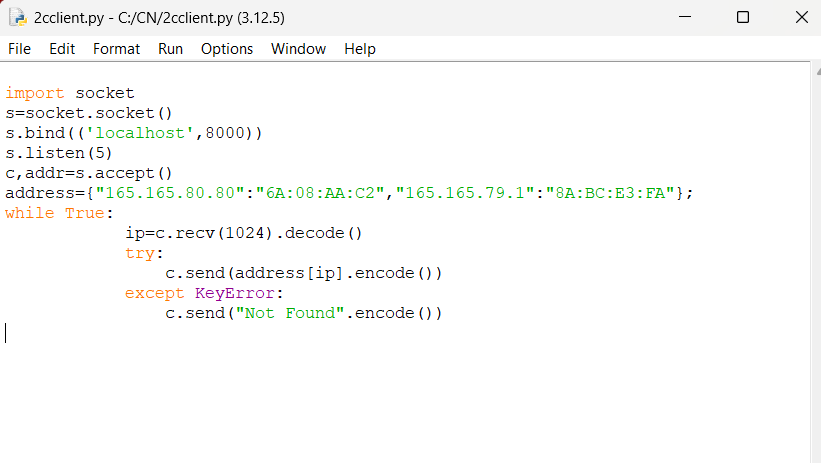 2cclient.py - C:/CN/2cclient.py (3.12.5)
File Edit Format Run Options Window Help
import socket
s=socket.socket()
s.bind(('localhost',8000))
s.listen(5)
c,addr=s.accept()
address={"165.165.80.80":"6A:08:AA:C2","165.165.79.1":"8A:BC:E3:FA"};
while True:
            ip=c.recv(1024).decode()
            try:
                c.send(address[ip].encode())
            except KeyError:
                c.send("Not Found".encode())